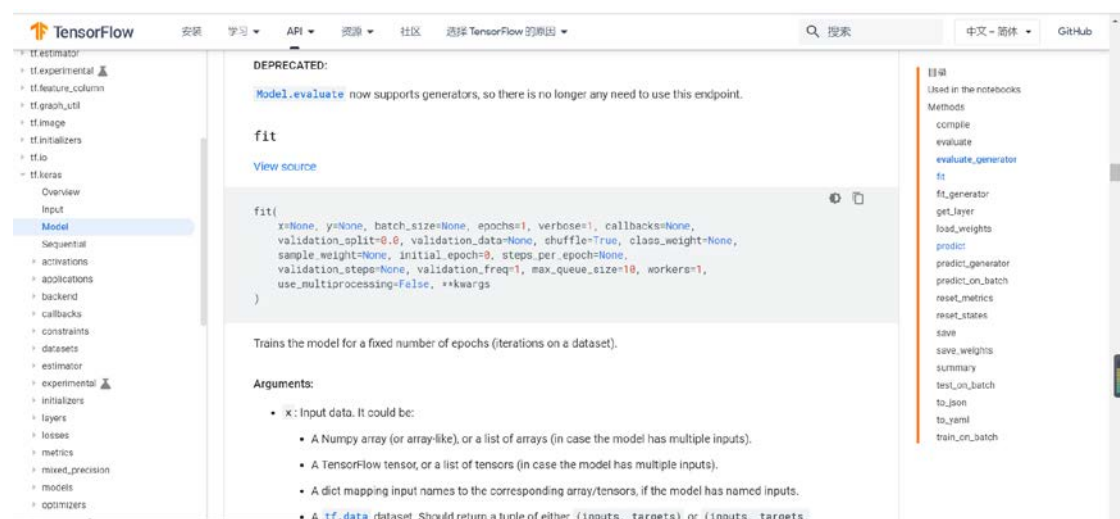 TensorFlow 安装 学习 API 资源 社区 选择 TensorFlow 的原因 搜索 中文 – 简体 GitHub
tf.estimator
tf.experimental
tf.feature_column
tf.graph_util
tf.image
tf.initializers
tf.io
tf.keras
Overview
Input
Model
Sequential
activations
applications
backend
callbacks
constraints
datasets
estimator
experimental
initializers
layers
losses
metrics
mixed_precision
models
optimizers
DEPRECATED:
Model.evaluate now supports generators, so there is no longer any need to use this endpoint.
fit
View source
fit(
x=None, y=None, batch_size=None, epochs=1, verbose=1, callbacks=None,
validation_split=0.0, validation_data=None, shuffle=True, class_weight=None,
sample_weight=None, initial_epoch=0, steps_per_epoch=None,
validation_steps=None, validation_freq=1, max_queue_size=10, workers=1,
use_multiprocessing=False, **kwargs
)
Trains the model for a fixed number of epochs (iterations on a dataset).
Arguments:
• x : Input data. It could be:
• A Numpy array (or array-like), or a list of arrays (in case the model has multiple inputs).
• A TensorFlow tensor, or a list of tensors (in case the model has multiple inputs).
• A dict mapping input names to the corresponding array/tensors, if the model has named inputs.
• A tf.data dataset. Should return a tuple of either (inputs, targets) or (inputs, targets,
目录
Used in the notebooks
Methods
compile
evaluate
evaluate_generator
fit
fit_generator
get_layer
load_weights
predict
predict_generator
predict_on_batch
reset_metrics
reset_states
save
save_weights
summary
test_on_batch
to_json
to_yaml
train_on_batch